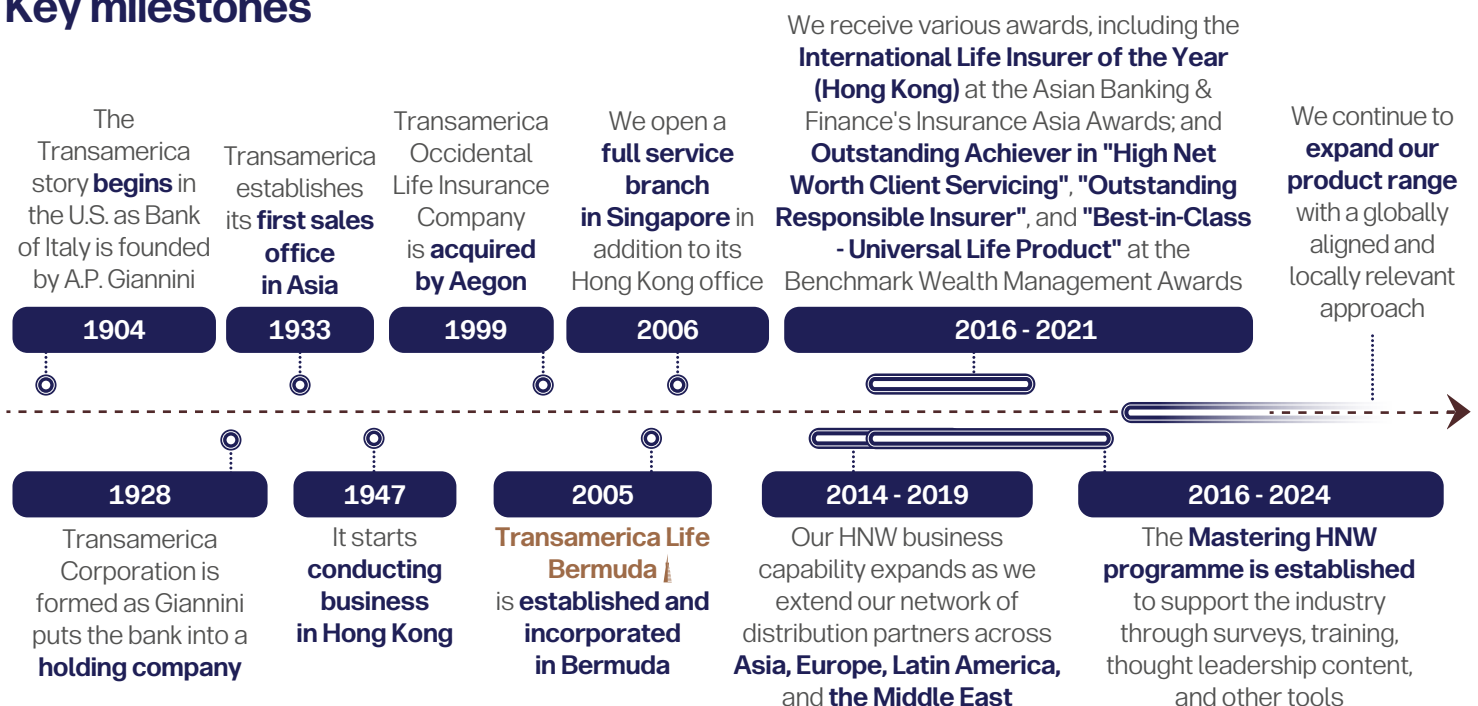 Key milestones
The
Transamerica
story begins in
the U.S. as Bank
of Italy is founded
by A.P. Giannini
1904
Transamerica
establishes
its first sales
office
in Asia
1933
Transamerica
Occidental
Life Insurance
Company
is acquired
by Aegon
1999
We open a
full service
branch
in Singapore in
addition to its
Hong Kong office
2006
We receive various awards, including the
International Life Insurer of the Year
(Hong Kong) at the Asian Banking &
Finance's Insurance Asia Awards; and
Outstanding Achiever in "High Net
Worth Client Servicing", "Outstanding
Responsible Insurer", and "Best-in-Class
- Universal Life Product" at the
Benchmark Wealth Management Awards
2016 - 2021
We continue to
expand our
product range
with a globally
aligned and
locally relevant
approach
1928
Transamerica
Corporation is
formed as Giannini
puts the bank into a
holding company
1947
It starts
conducting
business
in Hong Kong
2005
Transamerica Life
Bermuda
is established and
incorporated
in Bermuda
2014 - 2019
Our HNW business
capability expands as we
extend our network of
distribution partners across
Asia, Europe, Latin America,
and the Middle East
2016 - 2024
The Mastering HNW
programme is established
to support the industry
through surveys, training,
thought leadership content,
and other tools